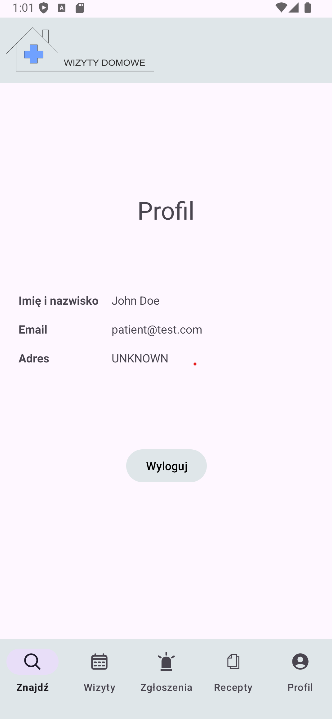 1:01
WIZYTY DOMOWE
Profil
Imię i nazwisko John Doe
Email patient@test.com
Adres UNKNOWN
Wyloguj
Znajdź Wizyty Zgłoszenia Recepty Profil